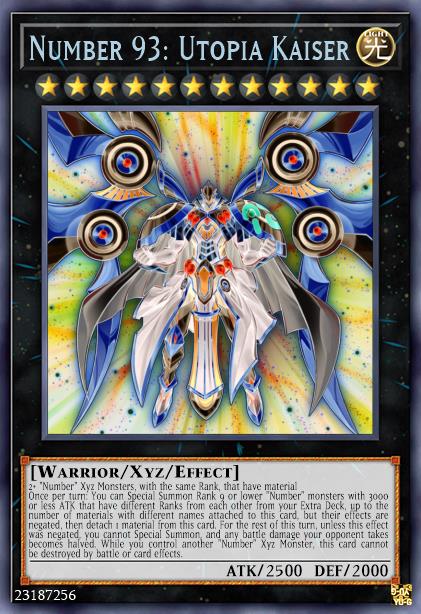 NUMBER 93: UTOPIA KAISER
LIGHT
光
[WARRIOR/XYZ/EFFECT]
2+ "Number" Xyz Monsters, with the same Rank, that have material
Once per turn: You can Special Summon Rank 9 or lower "Number" monsters with 3000
or less ATK that have different Ranks from each other from your Extra Deck, up to the
number of materials with different names attached to this card, but their effects are
negated, then detach 1 material from this card. For the rest of this turn, unless this effect
was negated, you cannot Special Summon, and any battle damage your opponent takes
becomes halved. While you control another "Number" Xyz Monster, this card cannot
be destroyed by battle or card effects.
ATK/2500 DEF/2000
23187256